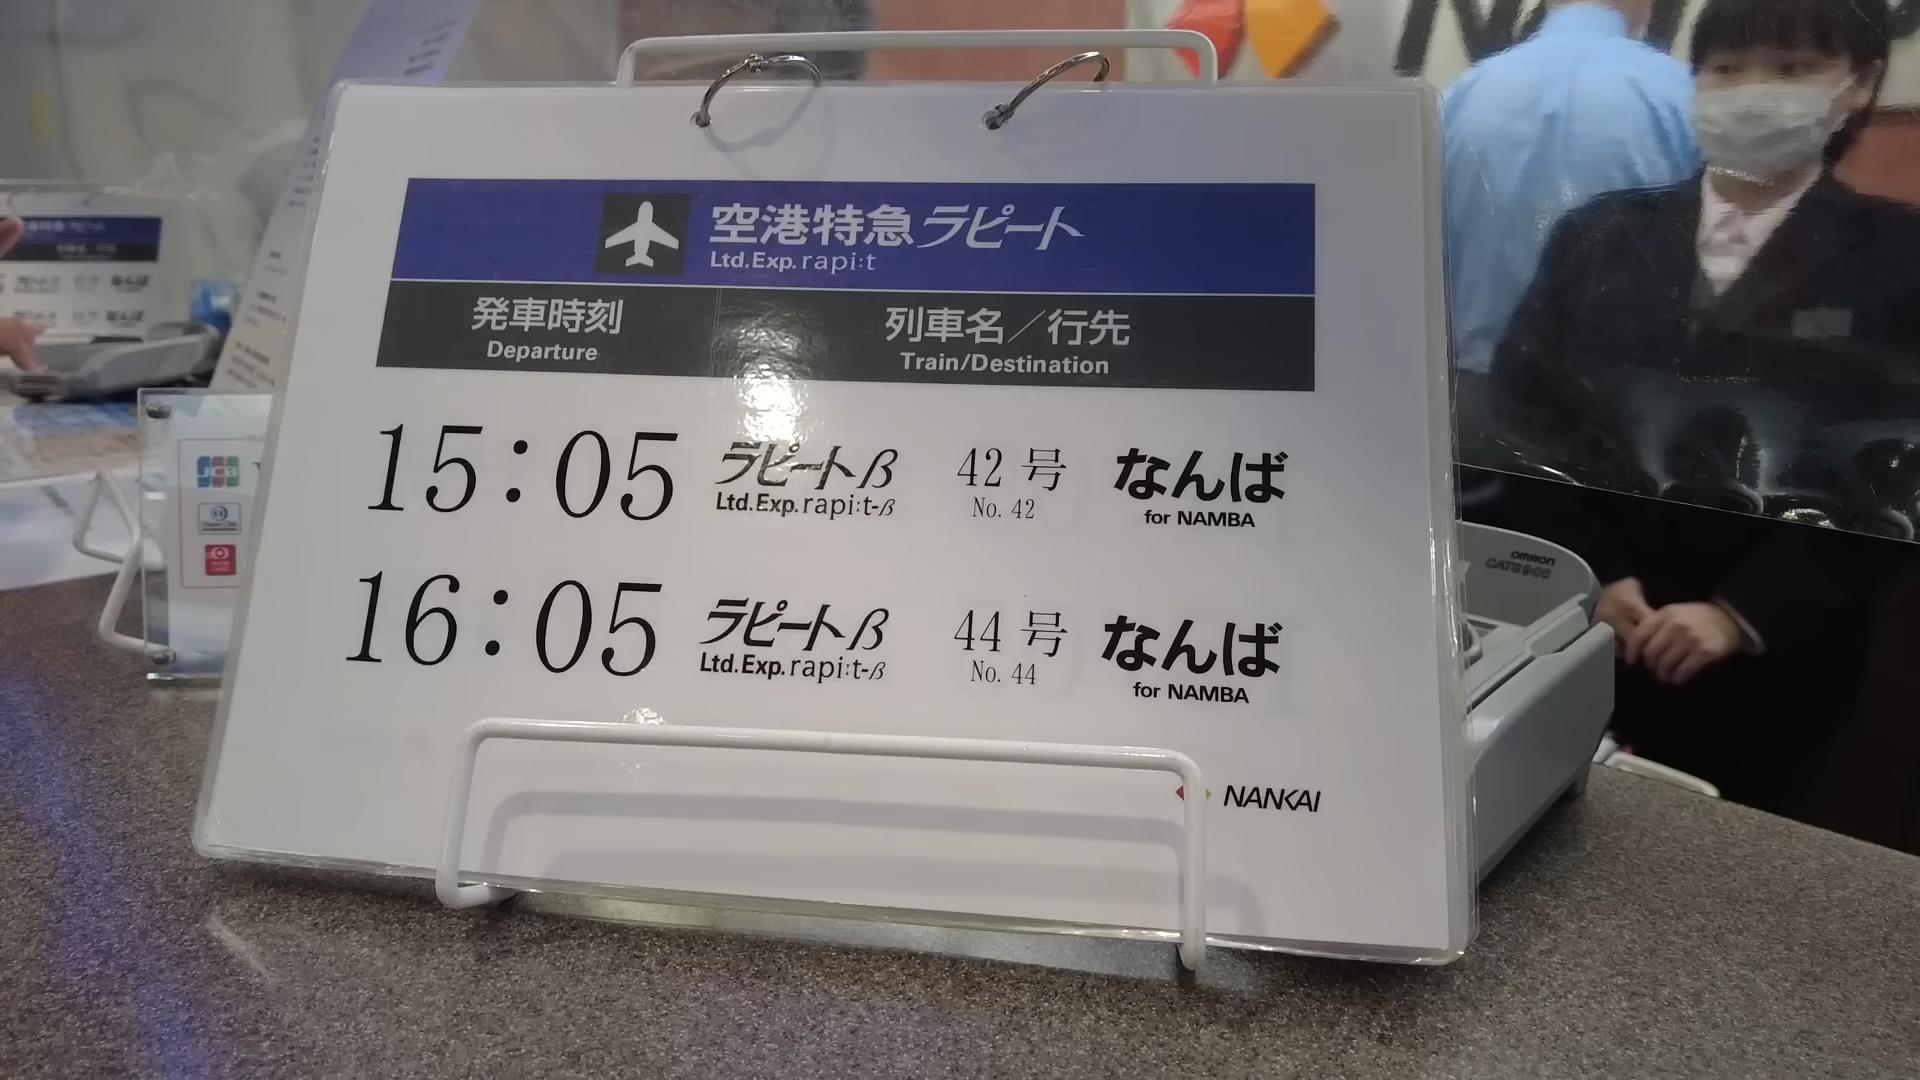 空港特急ラピート
Ltd.Exp. rapi:t
発車時刻 列車名／行先
Departure Train/Destination
15:05 ラピートβ 42号 なんば
Ltd.Exp. rapi:t-β No. 42 for NAMBA
16:05 ラピートβ 44号 なんば
Ltd.Exp. rapi:t-β No. 44 for NAMBA
NANKAI
JCB
OMRON
CATS900